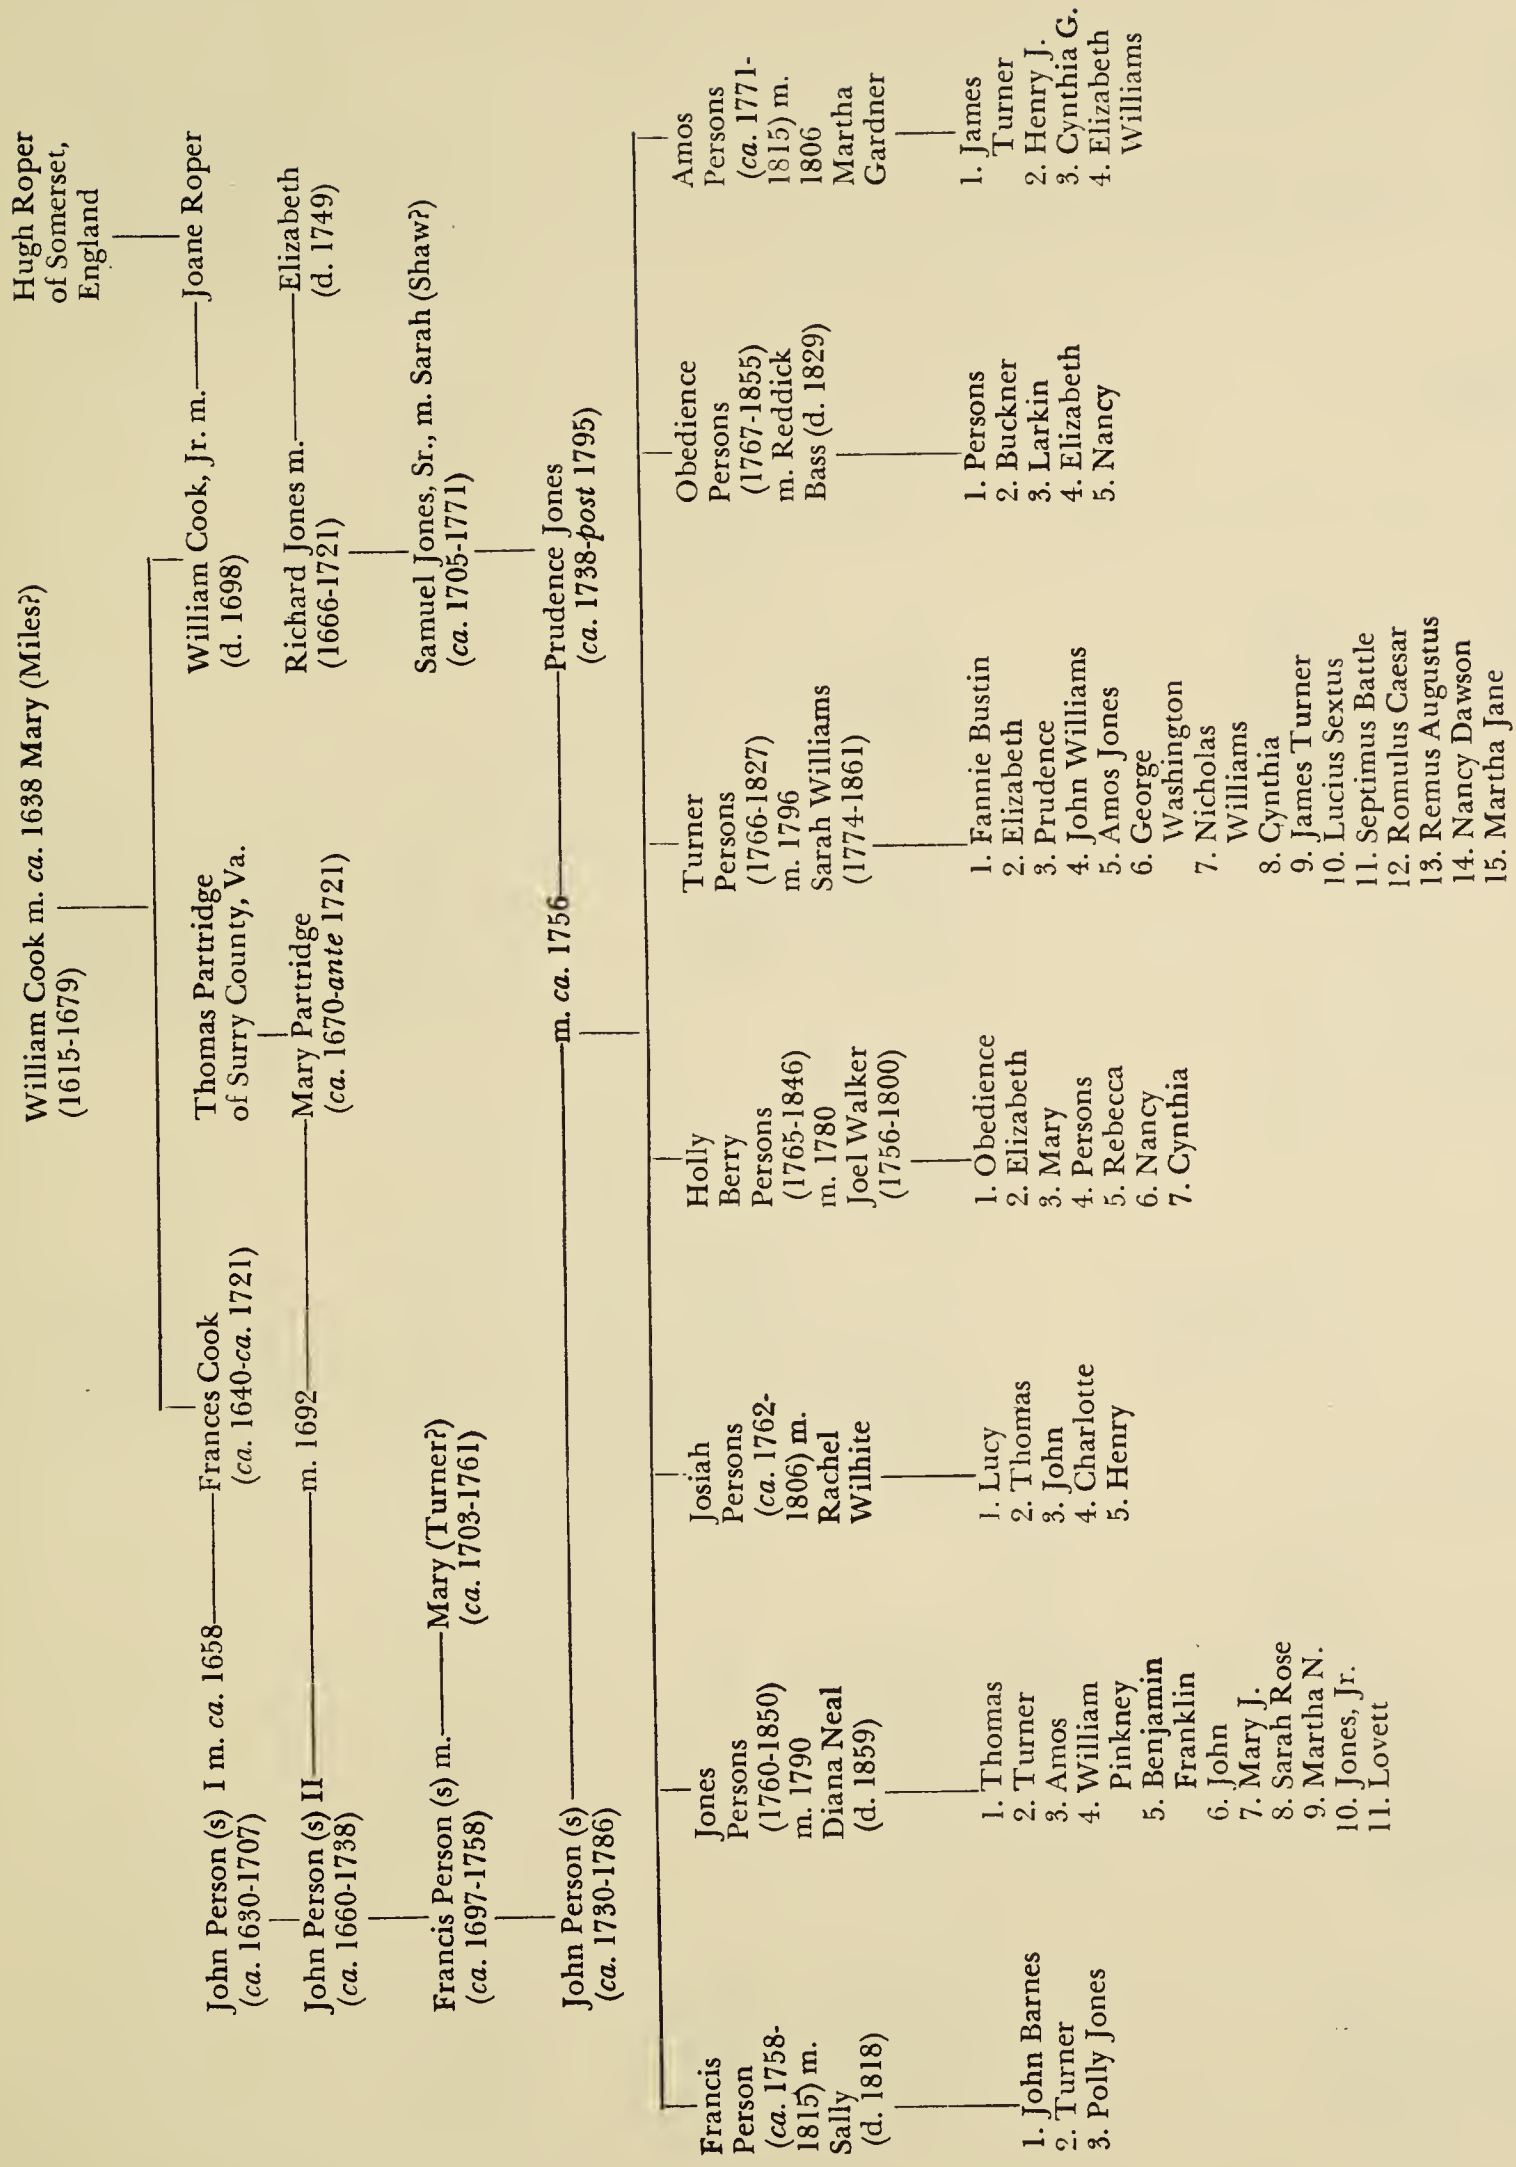 William Cook m. ca. 1638 Mary (Miles?)
(1615-1679)
Hugh Roper
of Somerset,
England
John Person (s) I m. ca. 1658
(ca. 1630-1707)
Frances Cook
(ca. 1640-ca. 1721)
Thomas Partridge
of Surry County, Va.
William Cook, Jr. m.
(d. 1698)
Joane Roper
John Person (s) II
(ca. 1660-1738)
m. 1692
Mary Partridge
(ca. 1670-ante 1721)
Richard Jones m.
(1666-1721)
Elizabeth
(d. 1749)
Francis Person (s) m.
(ca. 1697-1758)
Mary (Turner?)
(ca. 1703-1761)
Samuel Jones, Sr., m. Sarah (Shaw?)
(ca. 1705-1771)
John Person (s)
(ca. 1730-1786)
m. ca. 1756
Prudence Jones
(ca. 1738-post 1795)
Francis
Person
(ca. 1758-
1815) m.
Sally
(d. 1818)
1. John Barnes
2. Turner
3. Polly Jones
Jones
Persons
(1760-1850)
m. 1790
Diana Neal
(d. 1859)
1. Thomas
2. Turner
3. Amos
4. William
Pinkney
5. Benjamin
Franklin
6. John
7. Mary J.
8. Sarah Rose
9. Martha N.
10. Jones, Jr.
11. Lovett
Josiah
Persons
(ca. 1762-
1806) m.
Rachel
Wilhite
1. Lucy
2. Thomas
3. John
4. Charlotte
5. Henry
Holly
Berry
Persons
(1765-1846)
m. 1780
Joel Walker
(1756-1800)
1. Obedience
2. Elizabeth
3. Mary
4. Persons
5. Rebecca
6. Nancy
7. Cynthia
Turner
Persons
(1766-1827)
m. 1796
Sarah Williams
(1774-1861)
1. Fannie Bustin
2. Elizabeth
3. Prudence
4. John Williams
5. Amos Jones
6. George
Washington
7. Nicholas
Williams
8. Cynthia
9. James Turner
10. Lucius Sextus
11. Septimus Battle
12. Romulus Caesar
13. Remus Augustus
14. Nancy Dawson
15. Martha Jane
Obedience
Persons
(1767-1855)
m. Reddick
Bass (d. 1829)
1. Persons
2. Buckner
3. Larkin
4. Elizabeth
5. Nancy
Amos
Persons
(ca. 1771-
1815) m.
1806
Martha
Gardner
1. James
Turner
2. Henry J.
3. Cynthia G.
4. Elizabeth
Williams